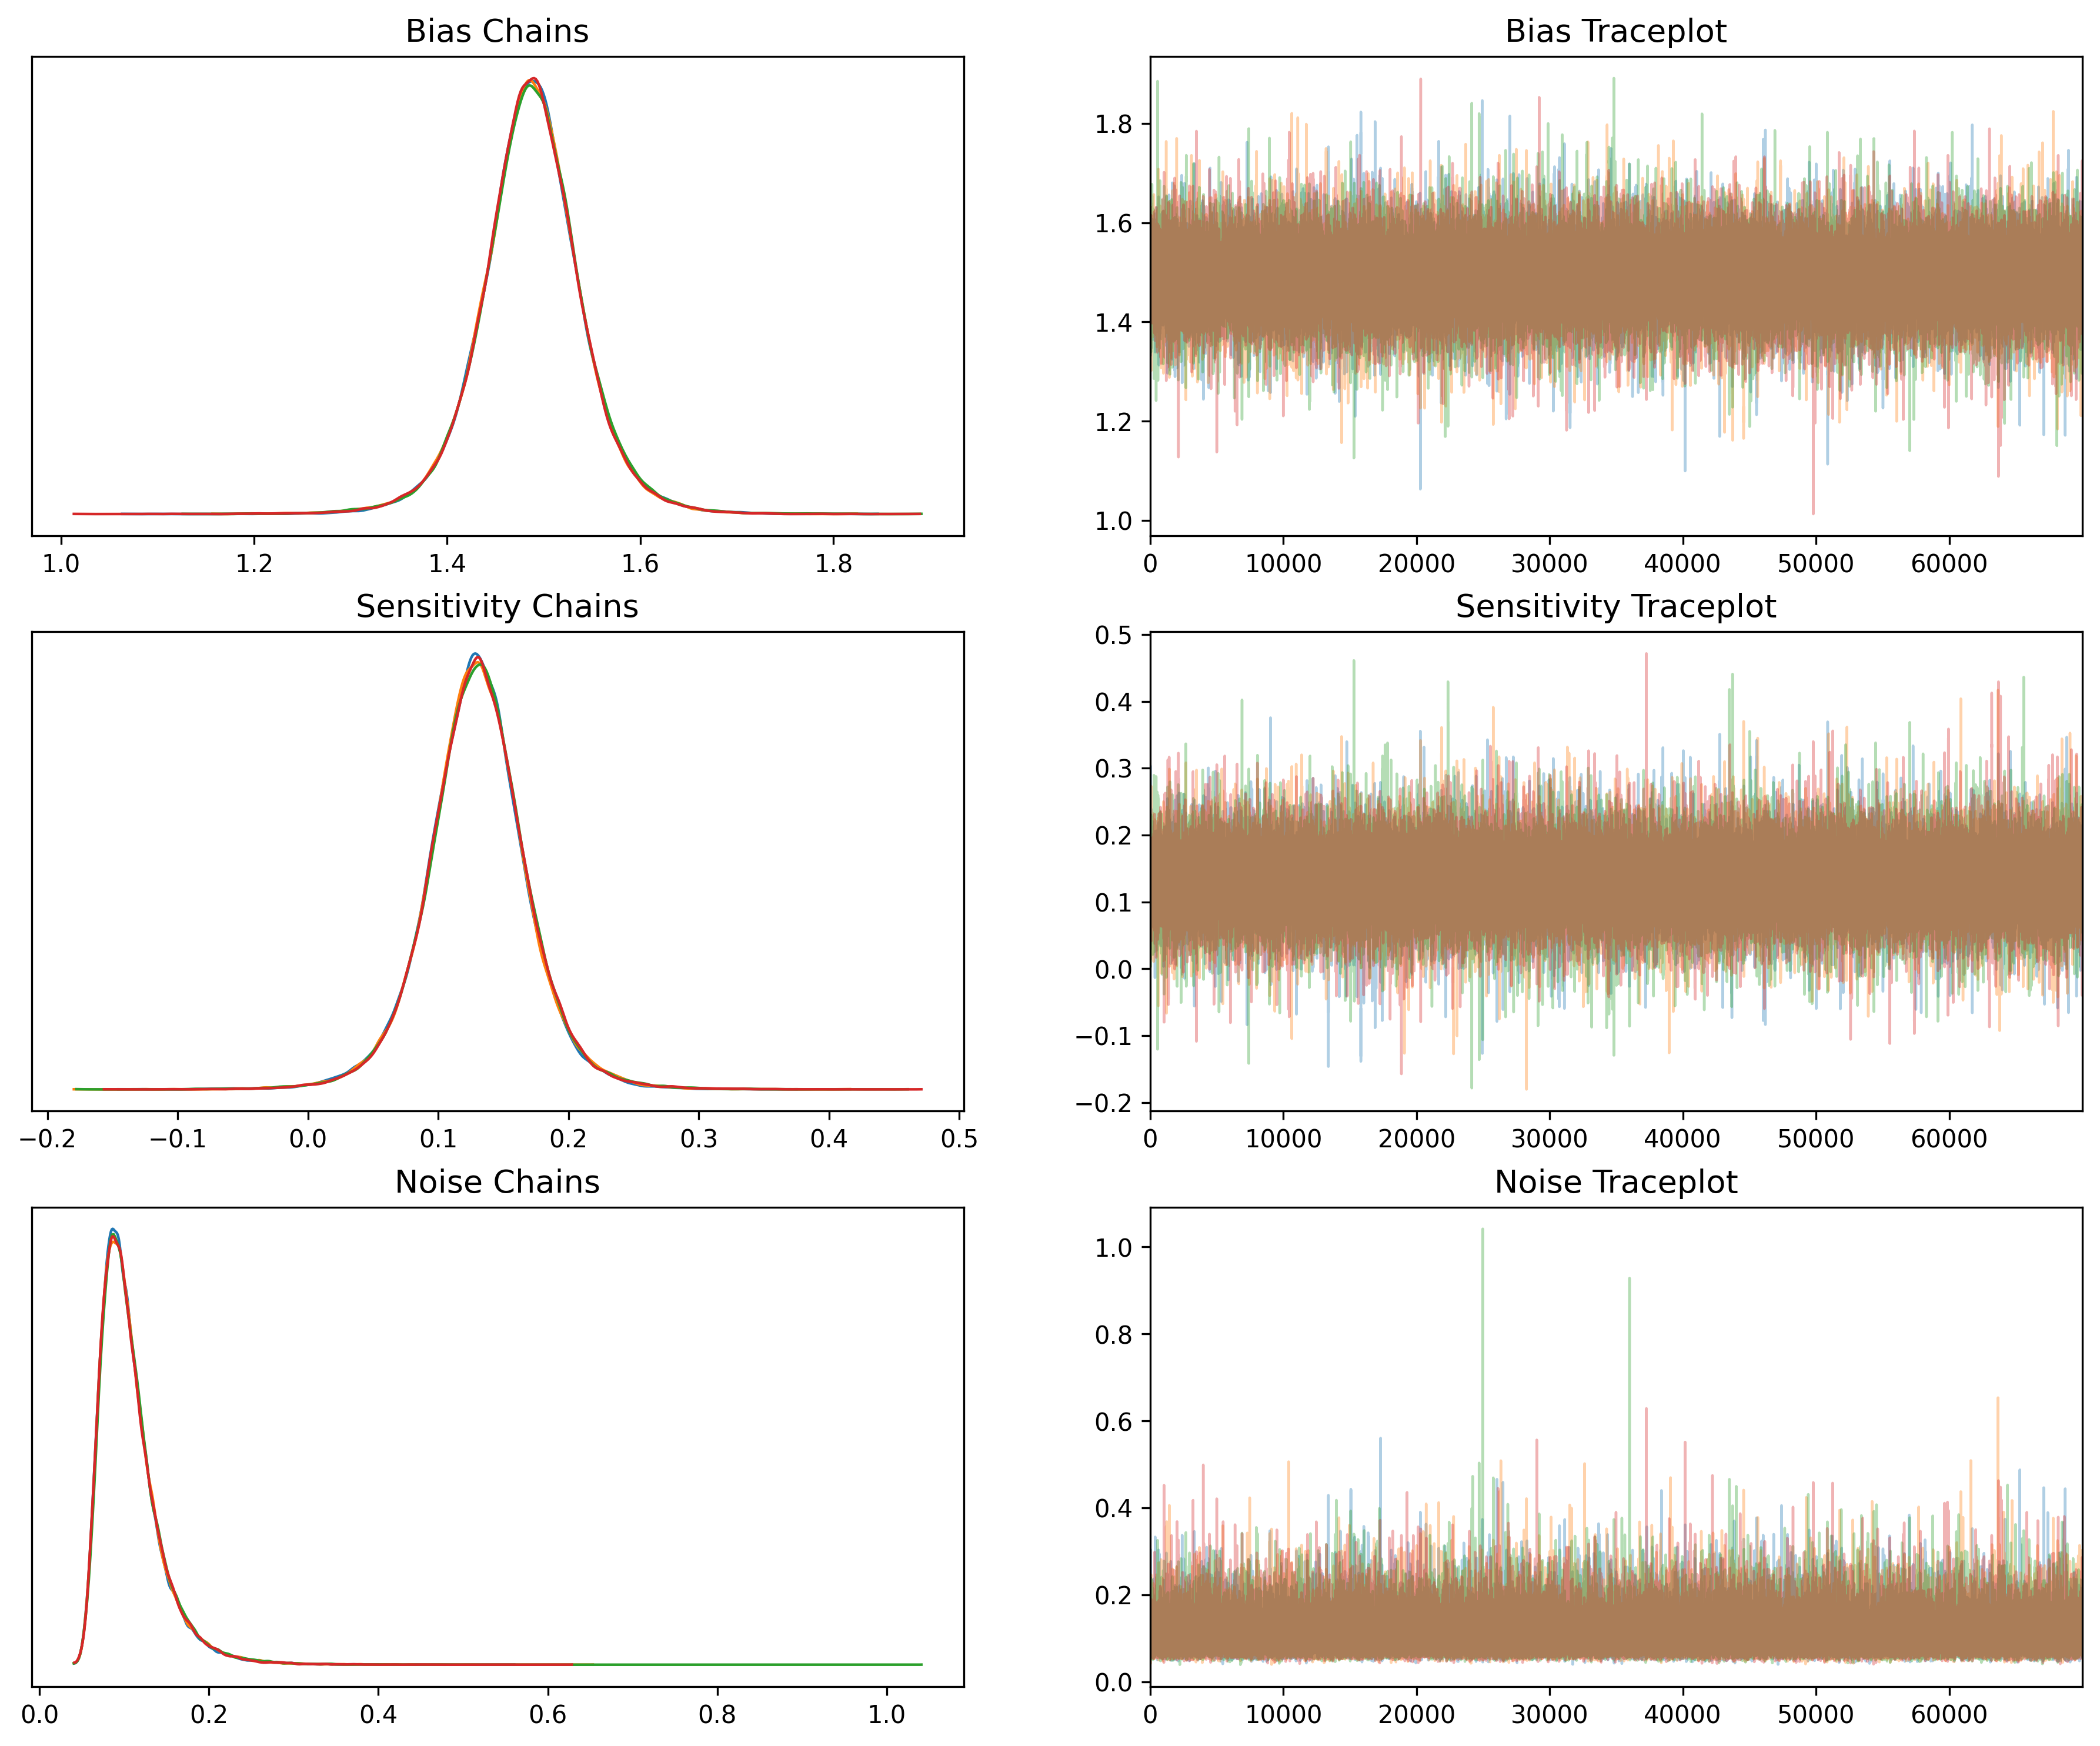 Bias Chains
1.0 1.2 1.4 1.6 1.8
Bias Traceplot
1.8
1.6
1.4
1.2
1.0
0 10000 20000 30000 40000 50000 60000
Sensitivity Chains
−0.2 −0.1 0.0 0.1 0.2 0.3 0.4 0.5
Sensitivity Traceplot
0.5
0.4
0.3
0.2
0.1
0.0
−0.1
−0.2
0 10000 20000 30000 40000 50000 60000
Noise Chains
0.0 0.2 0.4 0.6 0.8 1.0
Noise Traceplot
1.0
0.8
0.6
0.4
0.2
0.0
0 10000 20000 30000 40000 50000 60000